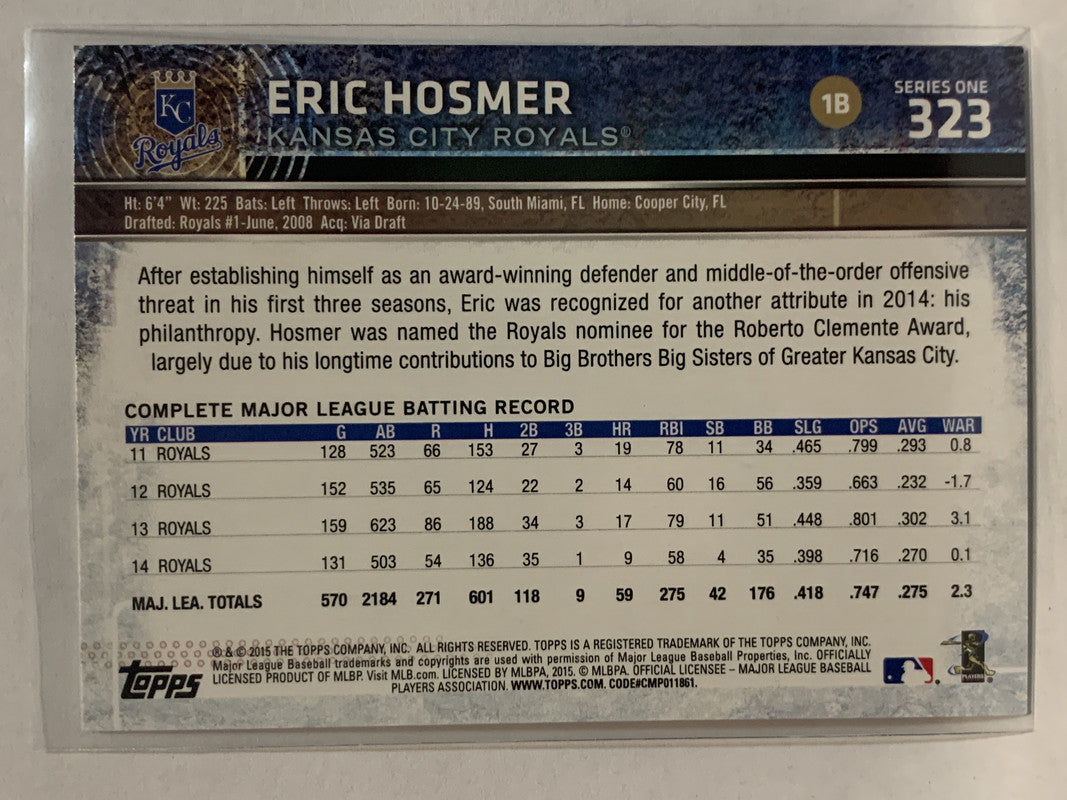 KC
Royals
ERIC HOSMER
KANSAS CITY ROYALS®
1B
SERIES ONE
323
Ht: 6'4" Wt: 225 Bats: Left Throws: Left Born: 10-24-89, South Miami, FL Home: Cooper City, FL
Drafted: Royals #1-June, 2008 Acq: Via Draft
After establishing himself as an award-winning defender and middle-of-the-order offensive
threat in his first three seasons, Eric was recognized for another attribute in 2014: his
philanthropy. Hosmer was named the Royals nominee for the Roberto Clemente Award,
largely due to his longtime contributions to Big Brothers Big Sisters of Greater Kansas City.
COMPLETE MAJOR LEAGUE BATTING RECORD
YR CLUB G AB R H 2B 3B HR RBI SB BB SLG OPS AVG WAR
11 ROYALS 128 523 66 153 27 3 19 78 11 34 .465 .799 .293 0.8
12 ROYALS 152 535 65 124 22 2 14 60 16 56 .359 .663 .232 -1.7
13 ROYALS 159 623 86 188 34 3 17 79 11 51 .448 .801 .302 3.1
14 ROYALS 131 503 54 136 35 1 9 58 4 35 .398 .716 .270 0.1
MAJ. LEA. TOTALS 570 2184 271 601 118 9 59 275 42 176 .418 .747 .275 2.3
® & © 2015 THE TOPPS COMPANY, INC. ALL RIGHTS RESERVED. TOPPS IS A REGISTERED TRADEMARK OF THE TOPPS COMPANY, INC.
Major League Baseball trademarks and copyrights are used with permission of Major League Baseball Properties, Inc. OFFICIALLY
LICENSED PRODUCT OF MLBP. Visit MLB.com. LICENSED BY MLBPA, 2015. © MLBPA. OFFICIAL LICENSEE – MAJOR LEAGUE BASEBALL
PLAYERS ASSOCIATION. WWW.TOPPS.COM. CODE#CMP011861.
Topps
PLAYERS